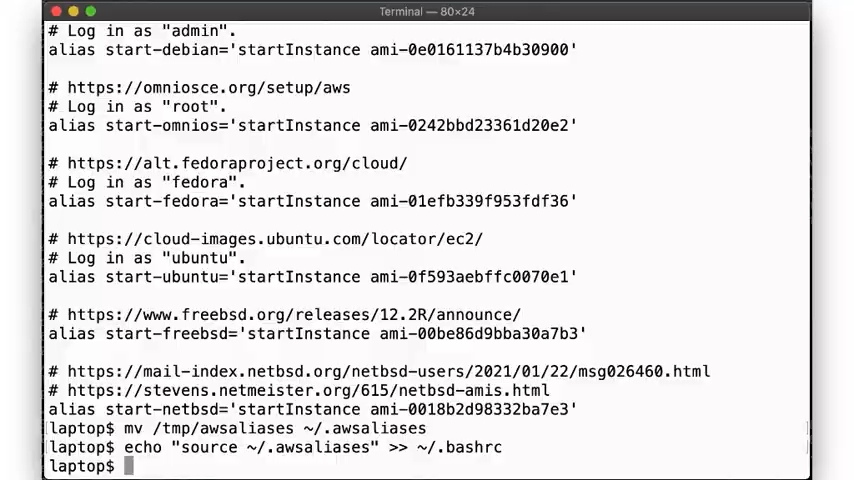 Terminal — 80×24
# Log in as "admin".
alias start-debian='startInstance ami-0e0161137b4b30900'
# https://omniosce.org/setup/aws
# Log in as "root".
alias start-omnios='startInstance ami-0242bbd23361d20e2'
# https://alt.fedoraproject.org/cloud/
# Log in as "fedora".
alias start-fedora='startInstance ami-01efb339f953fdf36'
# https://cloud-images.ubuntu.com/locator/ec2/
# Log in as "ubuntu".
alias start-ubuntu='startInstance ami-0f593aebffc0070e1'
# https://www.freebsd.org/releases/12.2R/announce/
alias start-freebsd='startInstance ami-00be86d9bba30a7b3'
# https://mail-index.netbsd.org/netbsd-users/2021/01/22/msg026460.html
# https://stevens.netmeister.org/615/netbsd-amis.html
alias start-netbsd='startInstance ami-0018b2d98332ba7e3'
laptop$ mv /tmp/awsaliases ~/.awsaliases
laptop$ echo "source ~/.awsaliases" >> ~/.bashrc
laptop$